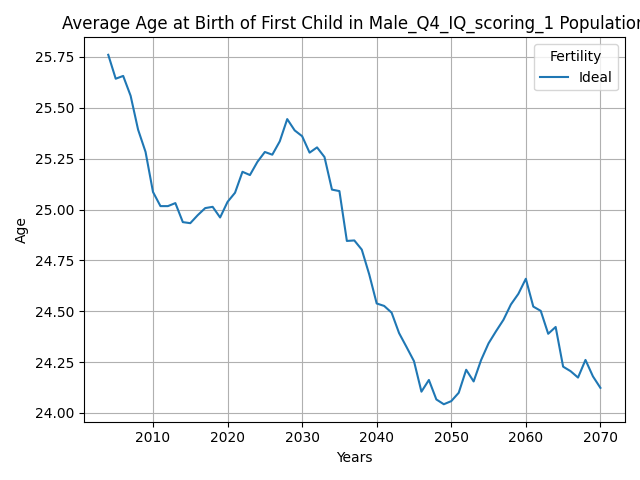 Average Age at Birth of First Child in Male_Q4_IQ_scoring_1 Population
Fertility
Ideal
25.75
25.50
25.25
25.00
24.75
24.50
24.25
24.00
Age
2010 2020 2030 2040 2050 2060 2070
Years